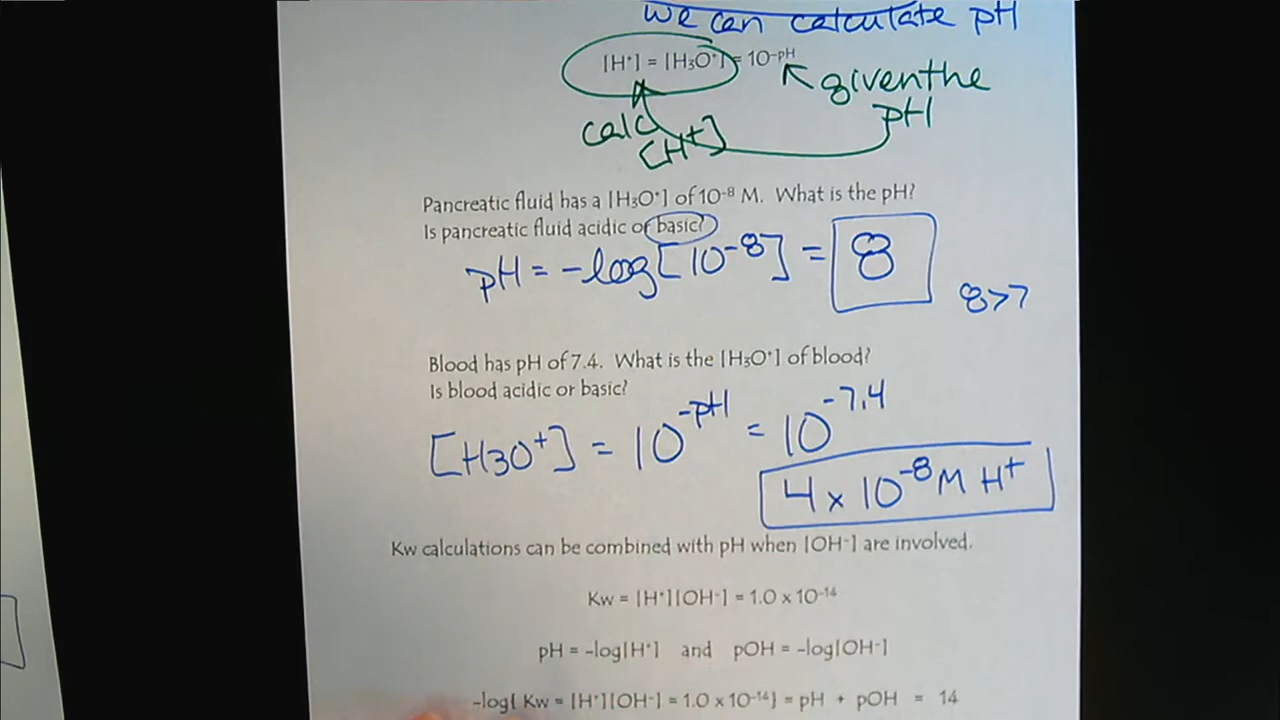 we can calculate pH
[H⁺] = [H₃O⁺] = 10⁻ᵖᴴ
given the
pH
calc
[H⁺]
Pancreatic fluid has a [H₃O⁺] of 10⁻⁸ M. What is the pH?
Is pancreatic fluid acidic or basic?
pH = -log[10⁻⁸] = 8
8>7
Blood has pH of 7.4. What is the [H₃O⁺] of blood?
Is blood acidic or basic?
[H3O⁺] = 10⁻ᵖᴴ = 10⁻⁷·⁴
4 x 10⁻⁸ M H⁺
Kw calculations can be combined with pH when [OH⁻] are involved.
Kw = [H⁺][OH⁻] = 1.0 x 10⁻¹⁴
pH = -log[H⁺] and pOH = -log[OH⁻]
-log{ Kw = [H⁺][OH⁻] = 1.0 x 10⁻¹⁴} = pH + pOH = 14